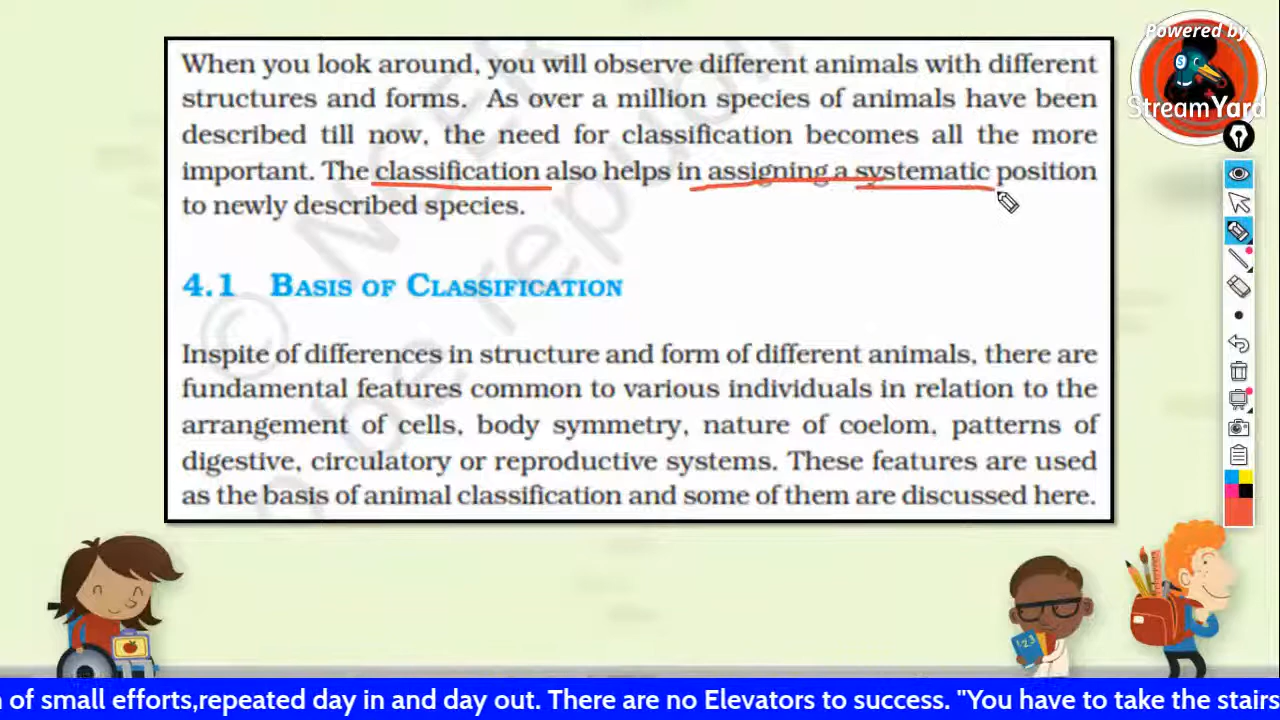 Powered by
StreamYard
When you look around, you will observe different animals with different
structures and forms. As over a million species of animals have been
described till now, the need for classification becomes all the more
important. The classification also helps in assigning a systematic position
to newly described species.
4.1 BASIS OF CLASSIFICATION
Inspite of differences in structure and form of different animals, there are
fundamental features common to various individuals in relation to the
arrangement of cells, body symmetry, nature of coelom, patterns of
digestive, circulatory or reproductive systems. These features are used
as the basis of animal classification and some of them are discussed here.
123
of small efforts,repeated day in and day out. There are no Elevators to success. "You have to take the stairs